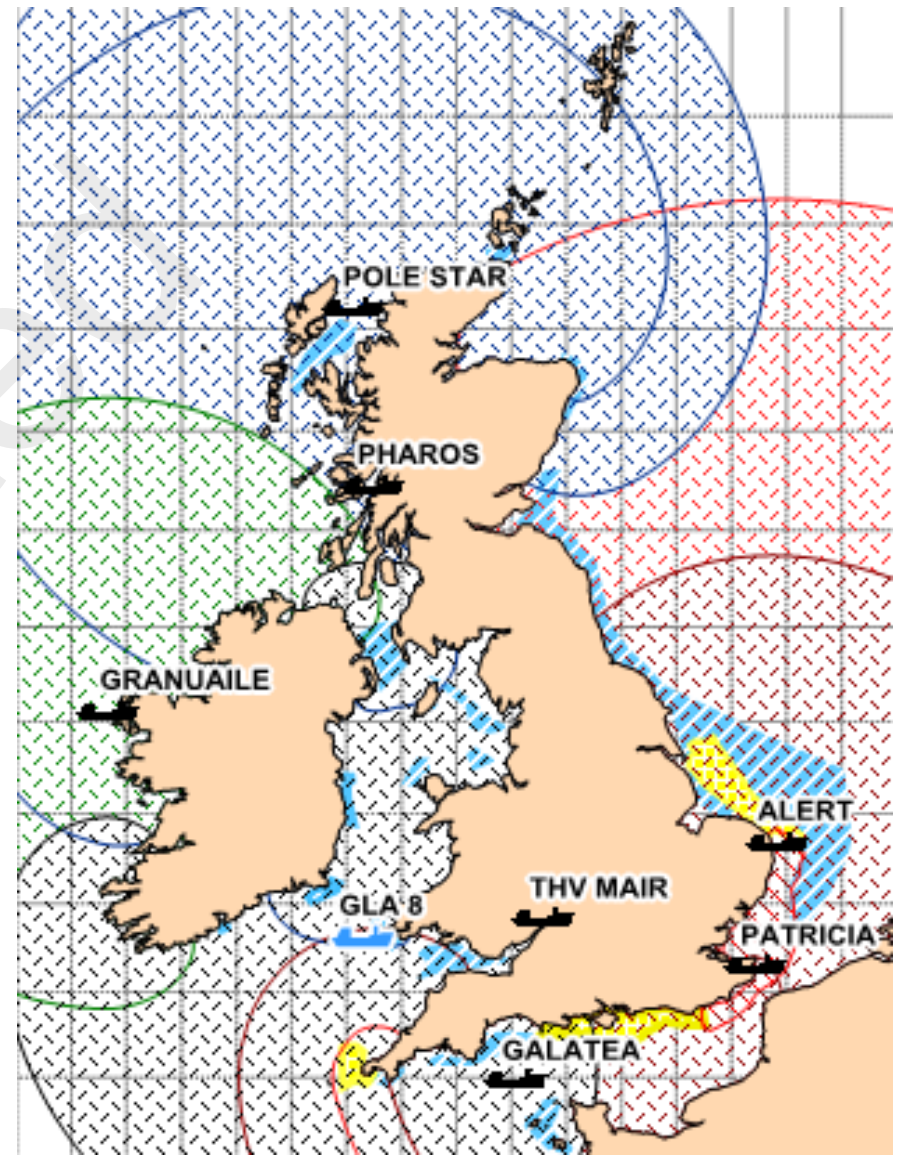 POLE STAR
PHAROS
GRANUAILE
ALERT
THV MAIR
GLA 8
PATRICIA
GALATEA